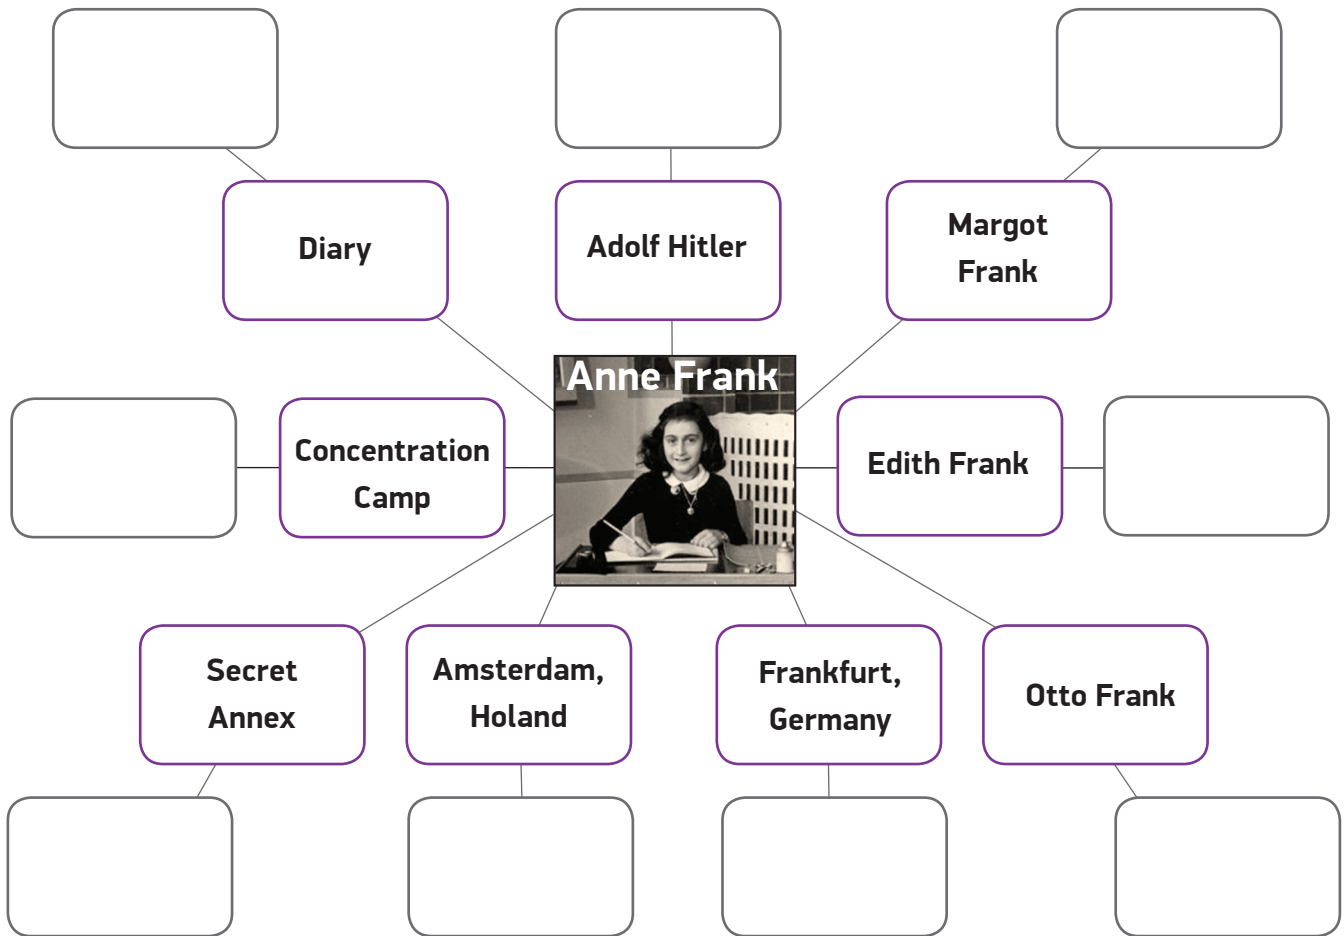 Diary
Adolf Hitler
Margot
Frank
Anne Frank
Concentration
Camp
Edith Frank
Secret
Annex
Amsterdam,
Holand
Frankfurt,
Germany
Otto Frank